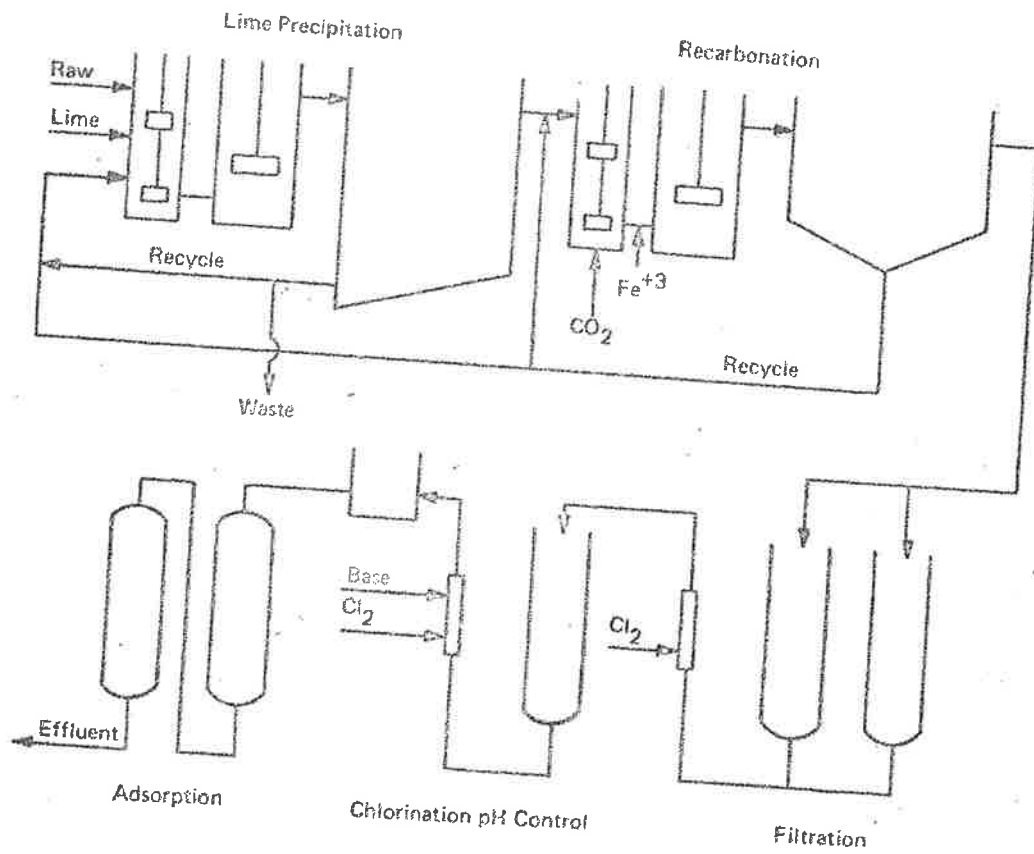 Lime Precipitation
Recarbonation
Raw
Lime
Recycle
Fe+3
CO2
Recycle
Waste
Base
Cl2
Cl2
Effluent
Adsorption
Chlorination pH Control
Filtration